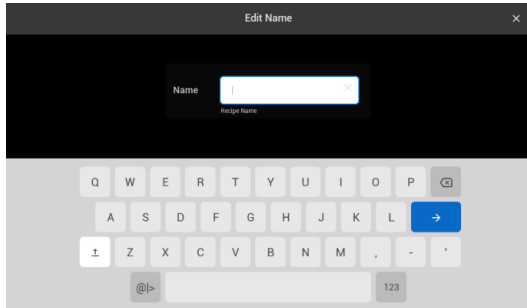 Edit Name ×
Name
Recipe Name
Q W E R T Y U I O P
A S D F G H J K L →
Z X C V B N M , - '
@|> 123